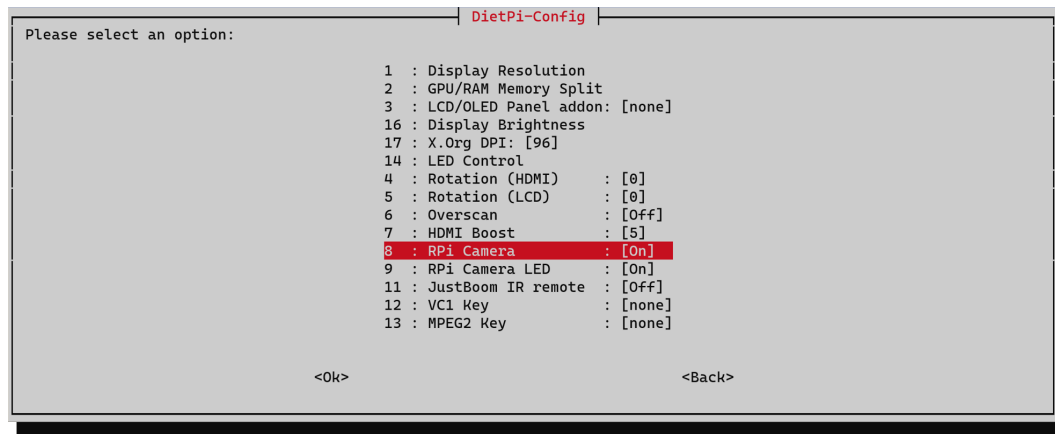 DietPi-Config
Please select an option:
1 : Display Resolution
2 : GPU/RAM Memory Split
3 : LCD/OLED Panel addon: [none]
16 : Display Brightness
17 : X.Org DPI: [96]
14 : LED Control
4 : Rotation (HDMI) : [0]
5 : Rotation (LCD) : [0]
6 : Overscan : [Off]
7 : HDMI Boost : [5]
8 : RPi Camera : [On]
9 : RPi Camera LED : [On]
11 : JustBoom IR remote : [Off]
12 : VC1 Key : [none]
13 : MPEG2 Key : [none]
<Ok> <Back>